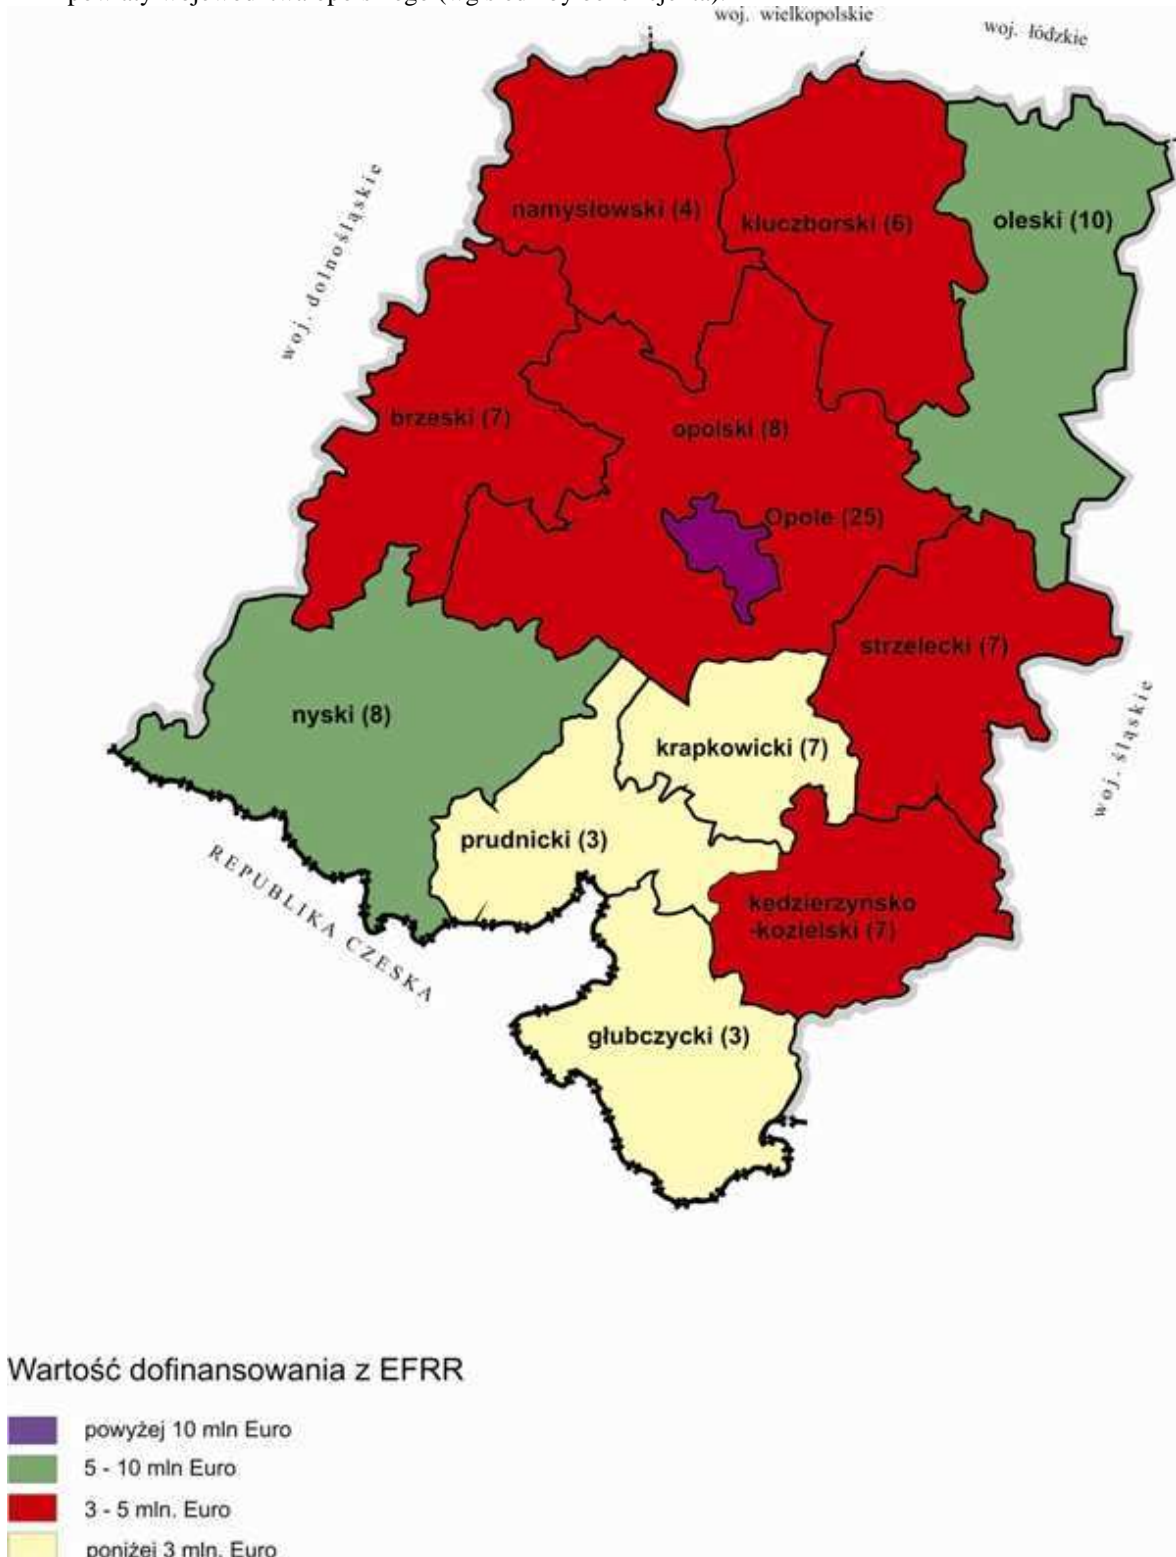 woj. wielkopolskie
woj. łódzkie
woj. dolnośląskie
namysłowski (4)
kluczborski (6)
oleski (10)
brzeski (7)
opolski (8)
Opole (25)
strzelecki (7)
nyski (8)
krapkowicki (7)
woj. śląskie
prudnicki (3)
REPUBLIKA CZESKA
kędzierzyńsko
-kozielski (7)
głubczycki (3)
Wartość dofinansowania z EFRR
powyżej 10 mln Euro
5 - 10 mln Euro
3 - 5 mln. Euro
poniżej 3 mln. Euro